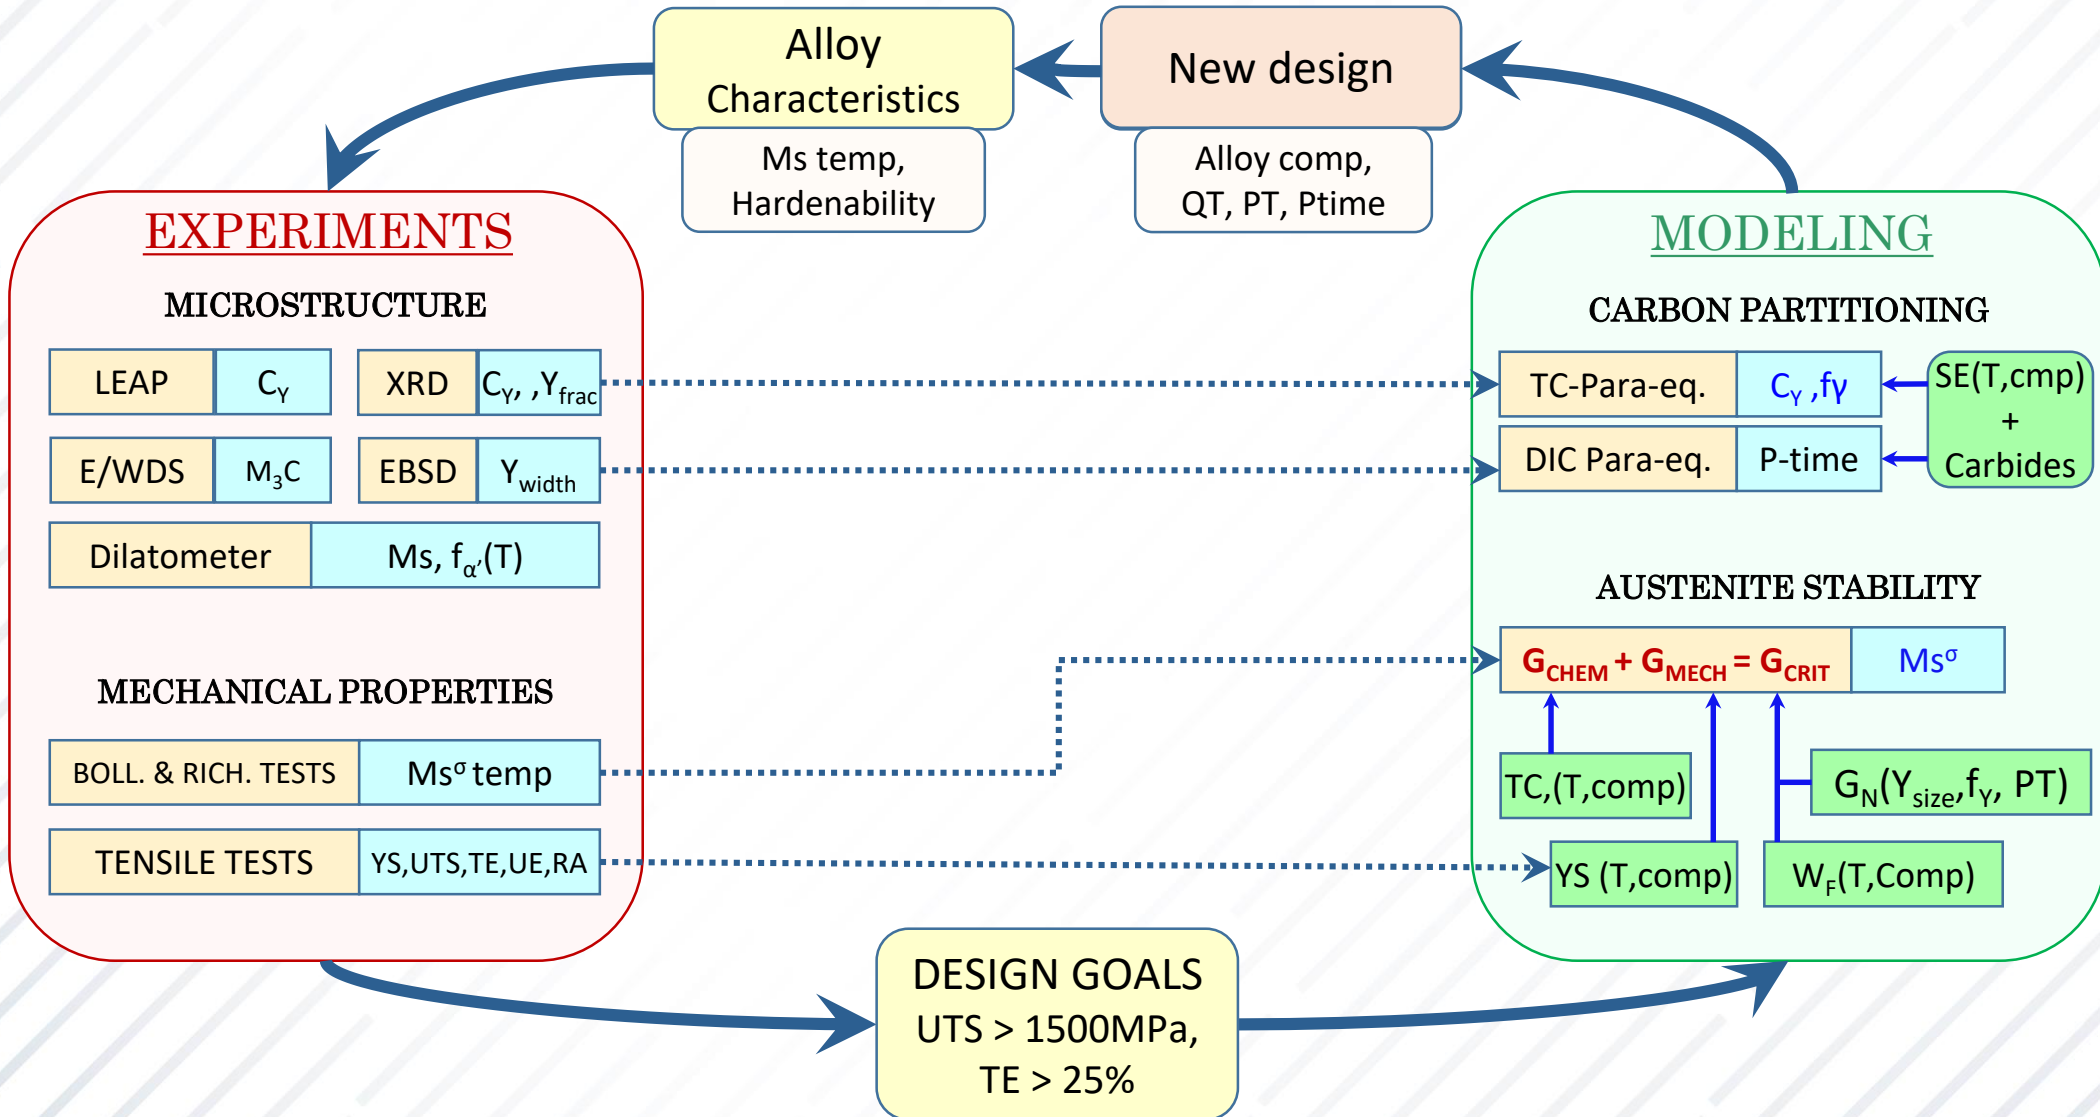 Alloy
Characteristics
Ms temp,
Hardenability
New design
Alloy comp,
QT, PT, Ptime
EXPERIMENTS
MICROSTRUCTURE
LEAP
Cγ
XRD
Cγ, ,Yfrac
E/WDS
M₃C
EBSD
Ywidth
Dilatometer
Ms, fα’(T)
MECHANICAL PROPERTIES
BOLL. & RICH. TESTS
Msσ temp
TENSILE TESTS
YS,UTS,TE,UE,RA
DESIGN GOALS
UTS > 1500MPa,
TE > 25%
MODELING
CARBON PARTITIONING
TC-Para-eq.
CY ,fγ
DIC Para-eq.
P-time
SE(T,cmp)
+
Carbides
AUSTENITE STABILITY
GCHEM + GMECH = GCRIT
Msσ
TC,(T,comp)
GN(Ysize,fY, PT)
YS (T,comp)
WF(T,Comp)